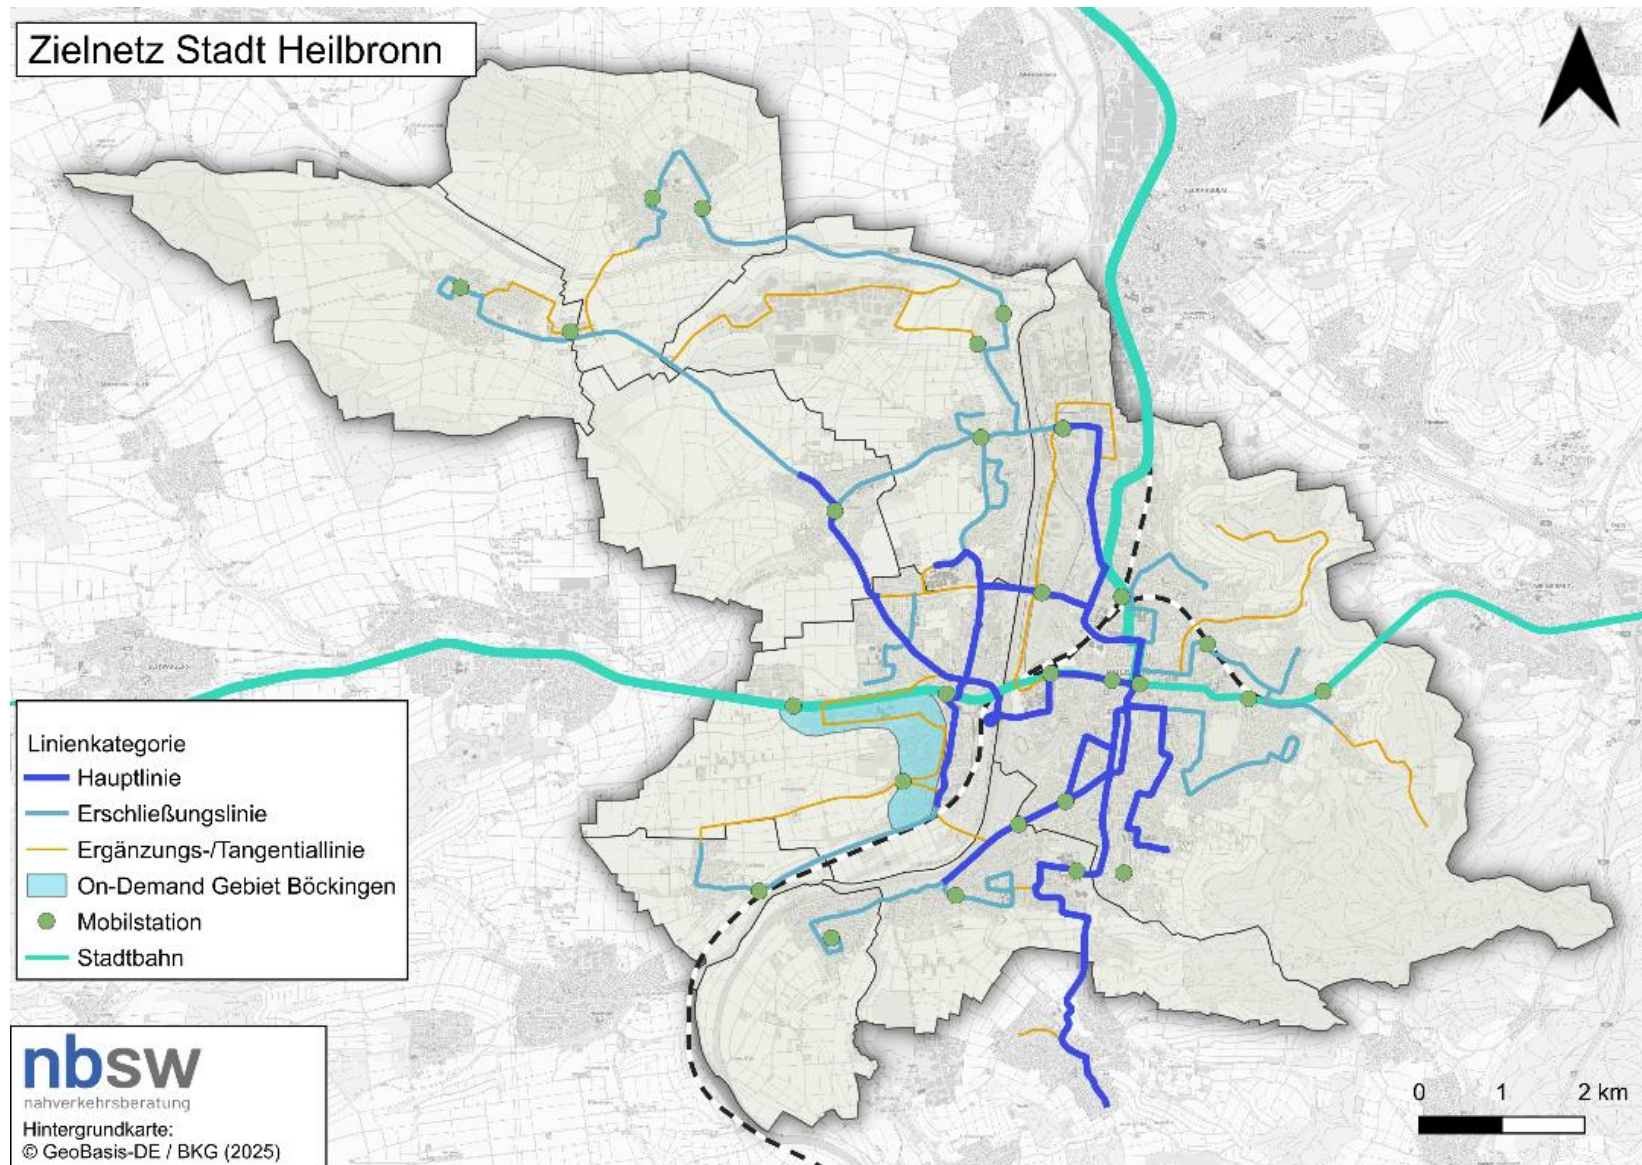 Zielnetz Stadt Heilbronn
Linienkategorie
Hauptlinie
Erschließungslinie
Ergänzungs-/Tangentiallinie
On-Demand Gebiet Böckingen
Mobilstation
Stadtbahn
nbsw
nahverkehrsberatung
Hintergrundkarte:
© GeoBasis-DE / BKG (2025)
0 1 2 km